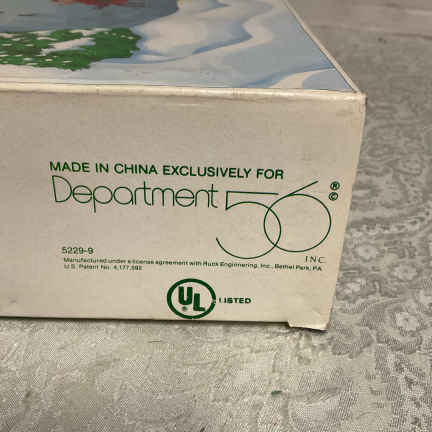 MADE IN CHINA EXCLUSIVELY FOR
Department 56 ®
©
INC.
5229-9
Manufactured under a license agreement with Ruck Enginnering, Inc., Bethel Park, PA.
U.S. Patent No. 4,177,592
UL ® LISTED